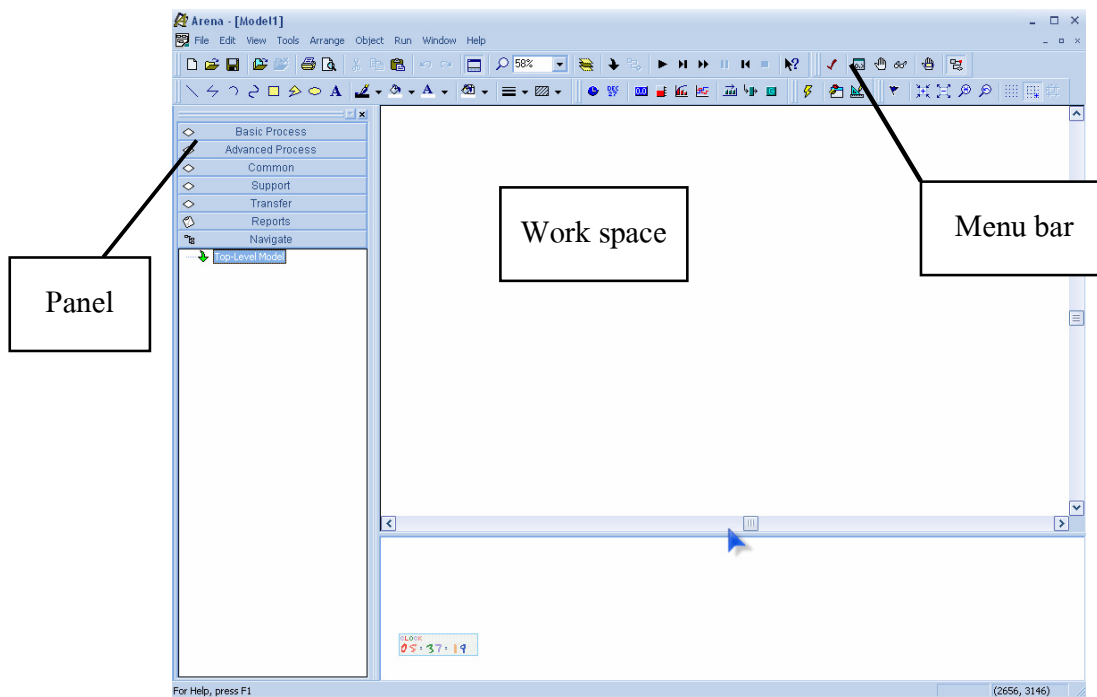 Arena - [Model1]
File Edit View Tools Arrange Object Run Window Help
58%
Basic Process
Advanced Process
Common
Support
Transfer
Reports
Navigate
Top-Level Model
Panel
Work space
Menu bar
CLOCK
05:37:19
For Help, press F1
(2656, 3146)